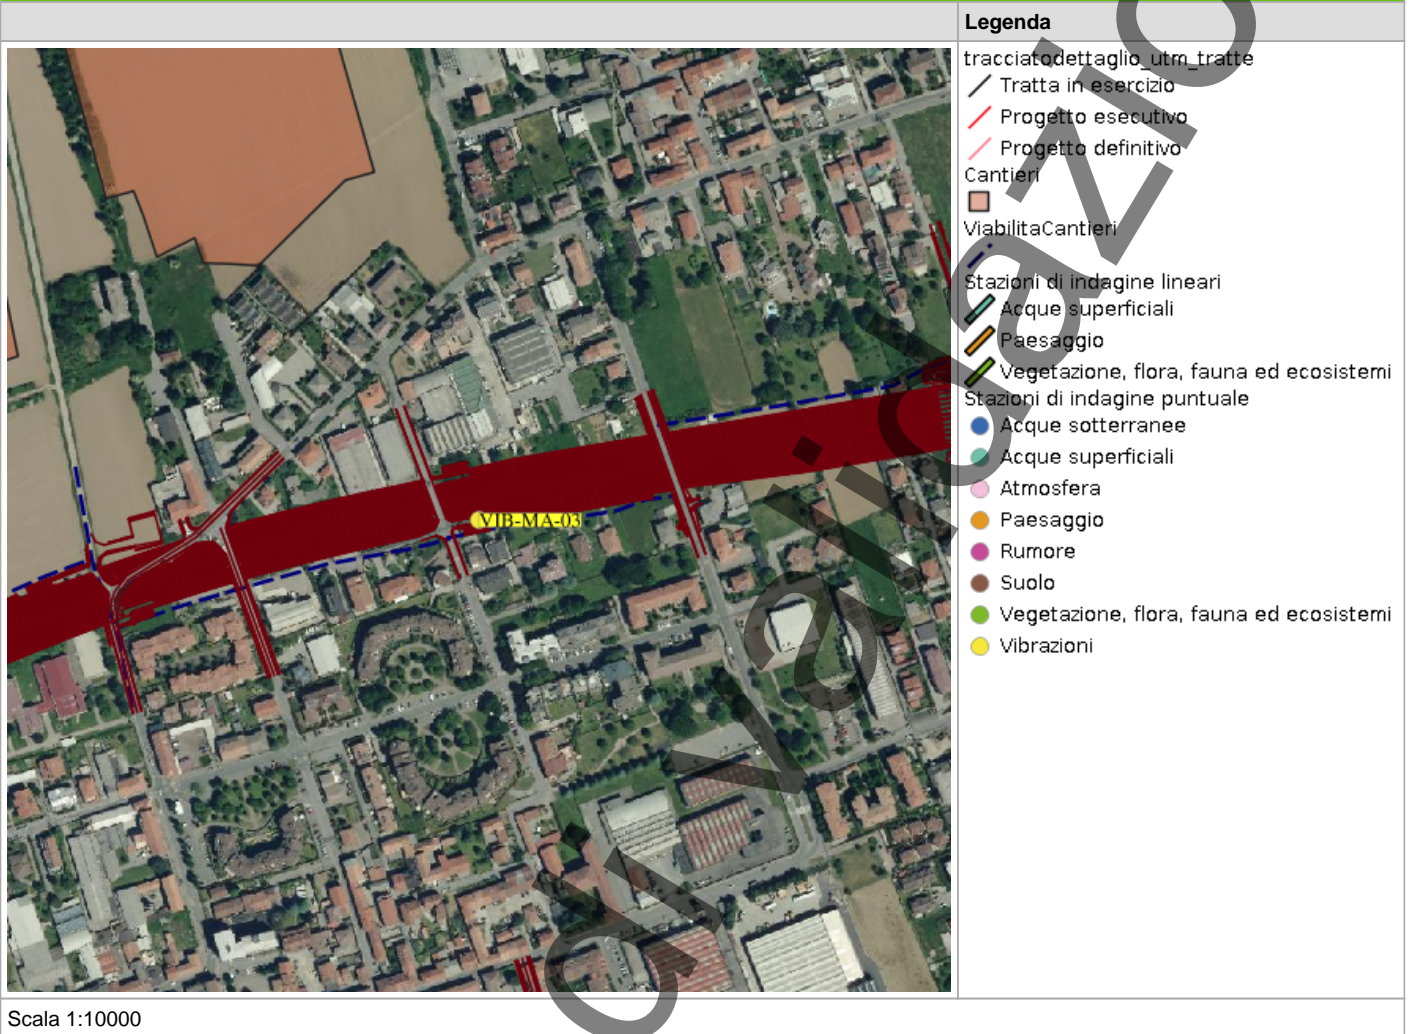 Legenda
tracciatodettaglio_utm_tratte
Tratta in esercizio
Progetto esecutivo
Progetto definitivo
Cantieri
ViabilitaCantieri
Stazioni di indagine lineari
Acque superficiali
Paesaggio
Vegetazione, flora, fauna ed ecosistemi
Stazioni di indagine puntuale
Acque sotterranee
Acque superficiali
Atmosfera
Paesaggio
Rumore
Suolo
Vegetazione, flora, fauna ed ecosistemi
Vibrazioni
VIB-MA-03
di validazio
Scala 1:10000